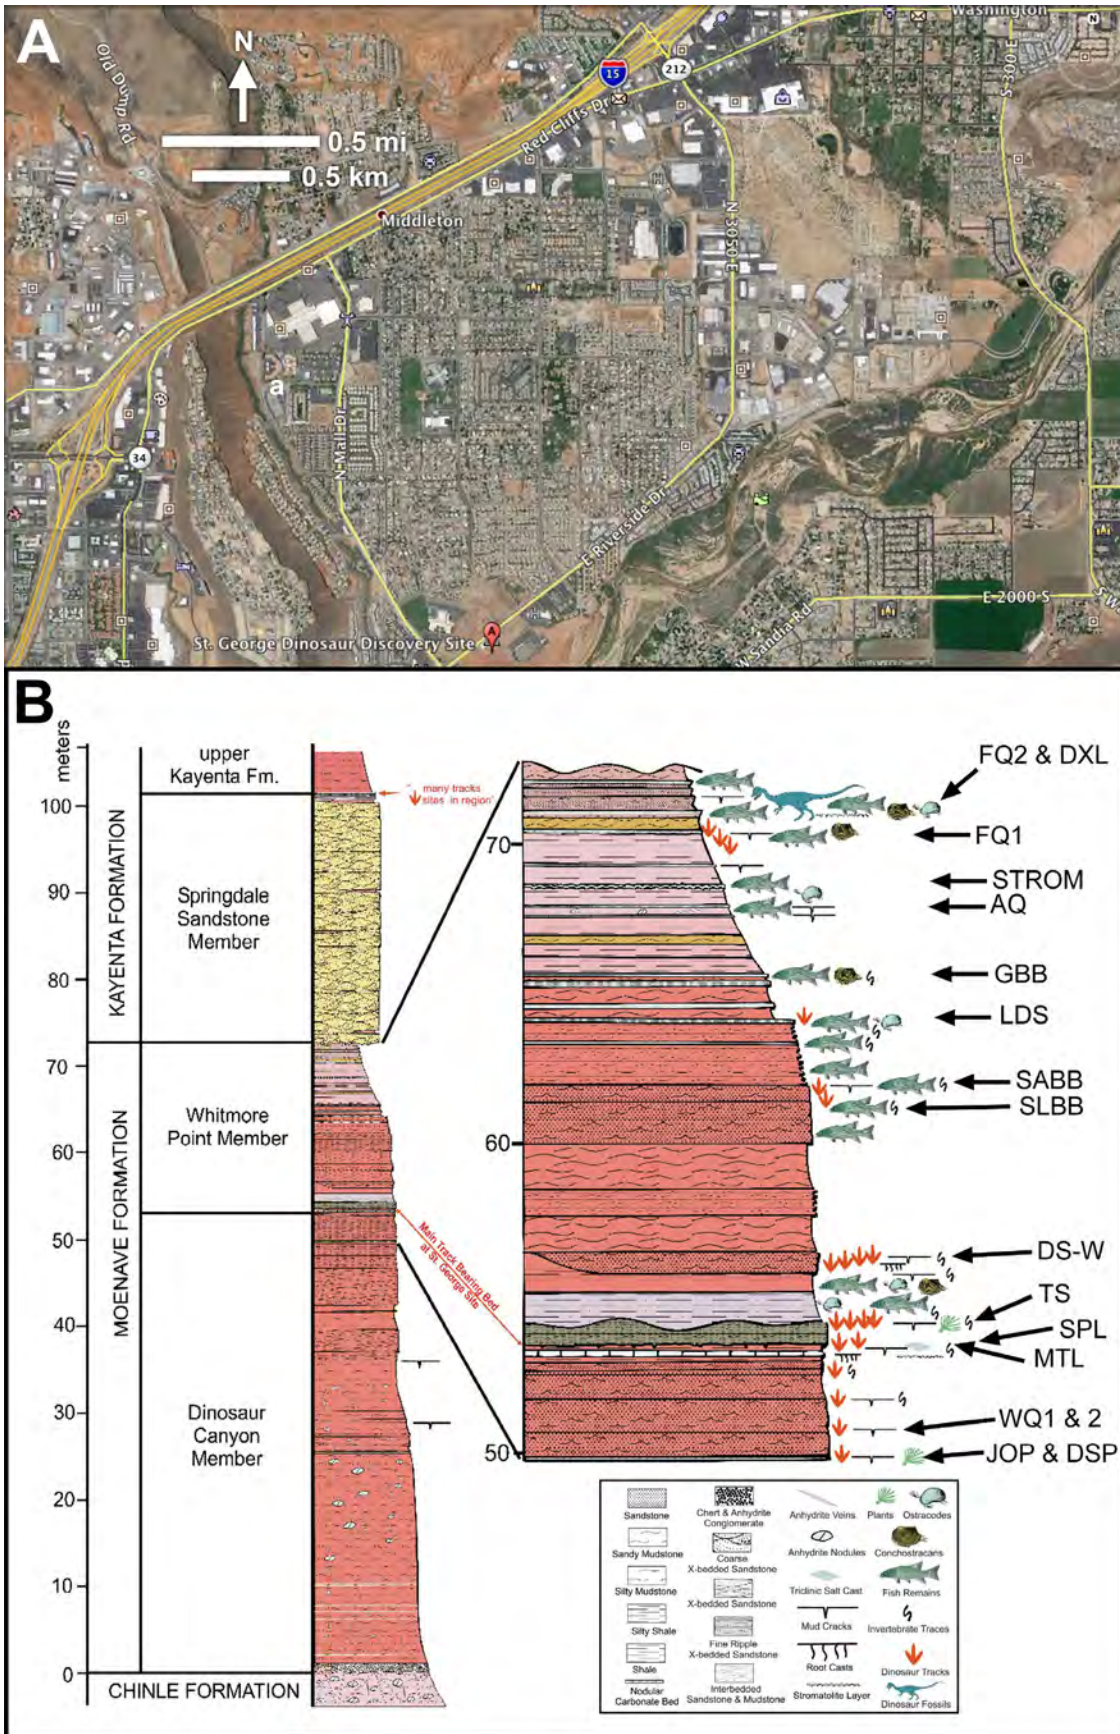 A
N
Old Dump Rd
0.5 mi
0.5 km
15
212
Washington
N
S 300 E
Red Cliffs Dr
Middleton
N 3050 E
a
N Mall Dr
34
E Riverside Dr
E 2000 S
W Sandra Rd
St. George Dinosaur Discovery Site
A
B
meters
100
90
80
70
60
50
40
30
20
10
0
KAYENTA FORMATION
MOENAVE FORMATION
upper
Kayenta Fm.
Springdale
Sandstone
Member
Whitmore
Point Member
Dinosaur
Canyon
Member
CHINLE FORMATION
many tracks
sites in region
Main Track Bearing Bed
at St. George Site
70
60
50
FQ2 & DXL
FQ1
STROM
AQ
GBB
LDS
SABB
SLBB
DS-W
TS
SPL
MTL
WQ1 & 2
JOP & DSP
Sandstone
Sandy Mudstone
Silty Mudstone
Silty Shale
Shale
Nodular
Carbonate Bed
Chert & Anhydrite
Conglomerate
Coarse
X-bedded Sandstone
X-bedded Sandstone
Fine Ripple
X-bedded Sandstone
Interbedded
Sandstone & Mudstone
Anhydrite Veins
Anhydrite Nodules
Triclinic Salt Cast
Mud Cracks
Root Casts
Stromatolite Layer
Plants
Ostracodes
Conchostracans
Fish Remains
Invertebrate Traces
Dinosaur Tracks
Dinosaur Fossils